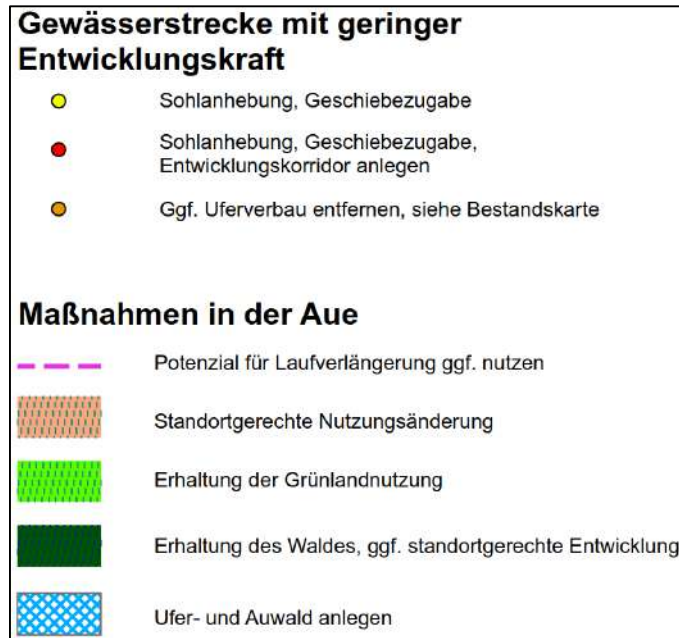 Gewässerstrecke mit geringer
Entwicklungskraft
Sohlanhebung, Geschiebezugabe
Sohlanhebung, Geschiebezugabe,
Entwicklungskorridor anlegen
Ggf. Uferverbau entfernen, siehe Bestandskarte
Maßnahmen in der Aue
Potenzial für Laufverlängerung ggf. nutzen
Standortgerechte Nutzungsänderung
Erhaltung der Grünlandnutzung
Erhaltung des Waldes, ggf. standortgerechte Entwicklung
Ufer- und Auwald anlegen